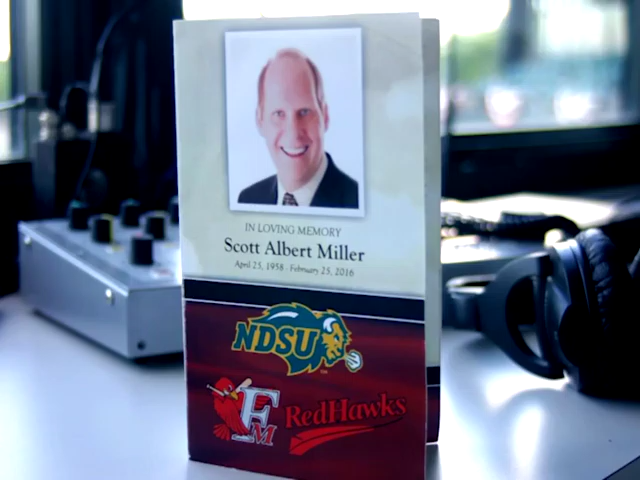 IN LOVING MEMORY
Scott Albert Miller
April 25, 1958 - February 25, 2016
NDSU
FM RedHawks